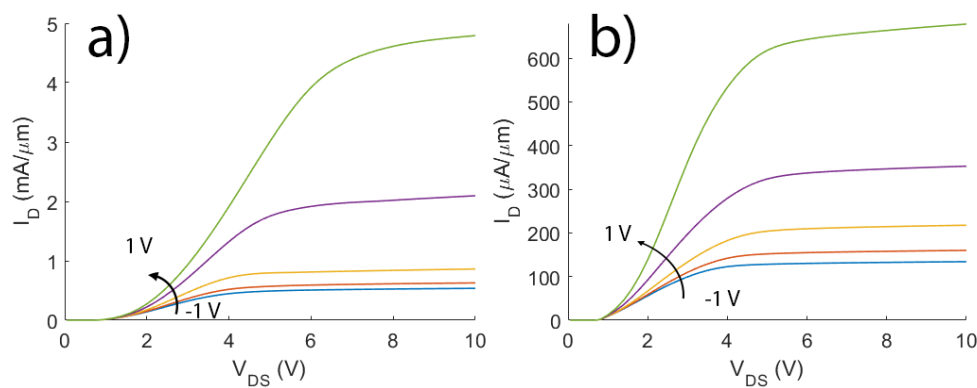 a)
5
4
3
2
1
0
I_D (mA/μm)
1 V
-1 V
0 2 4 6 8 10
V_DS (V)
b)
600
500
400
300
200
100
0
I_D (μA/μm)
1 V
-1 V
0 2 4 6 8 10
V_DS (V)